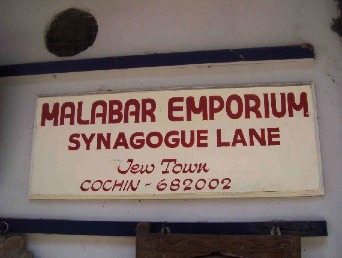 MALABAR EMPORIUM
SYNAGOGUE LANE
Jew Town
COCHIN - 682002